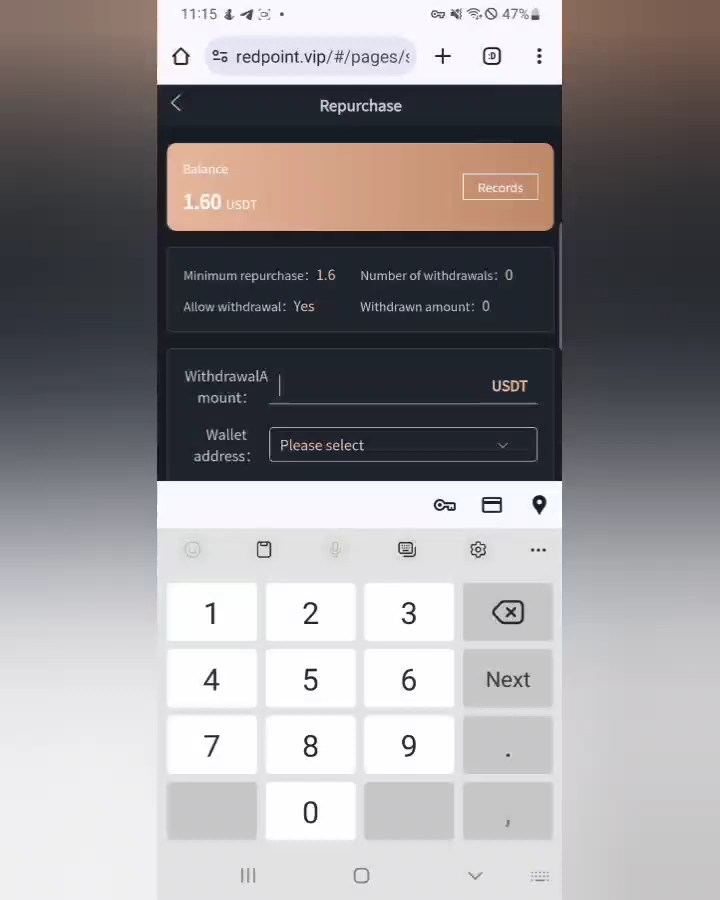 11:15
47%
redpoint.vip/#/pages/s
:D
Repurchase
Balance
1.60 USDT
Records
Minimum repurchase: 1.6 Number of withdrawals: 0
Allow withdrawal: Yes Withdrawn amount: 0
WithdrawalA
mount:
USDT
Wallet
address:
Please select
1 2 3
4 5 6 Next
7 8 9 .
0 ,